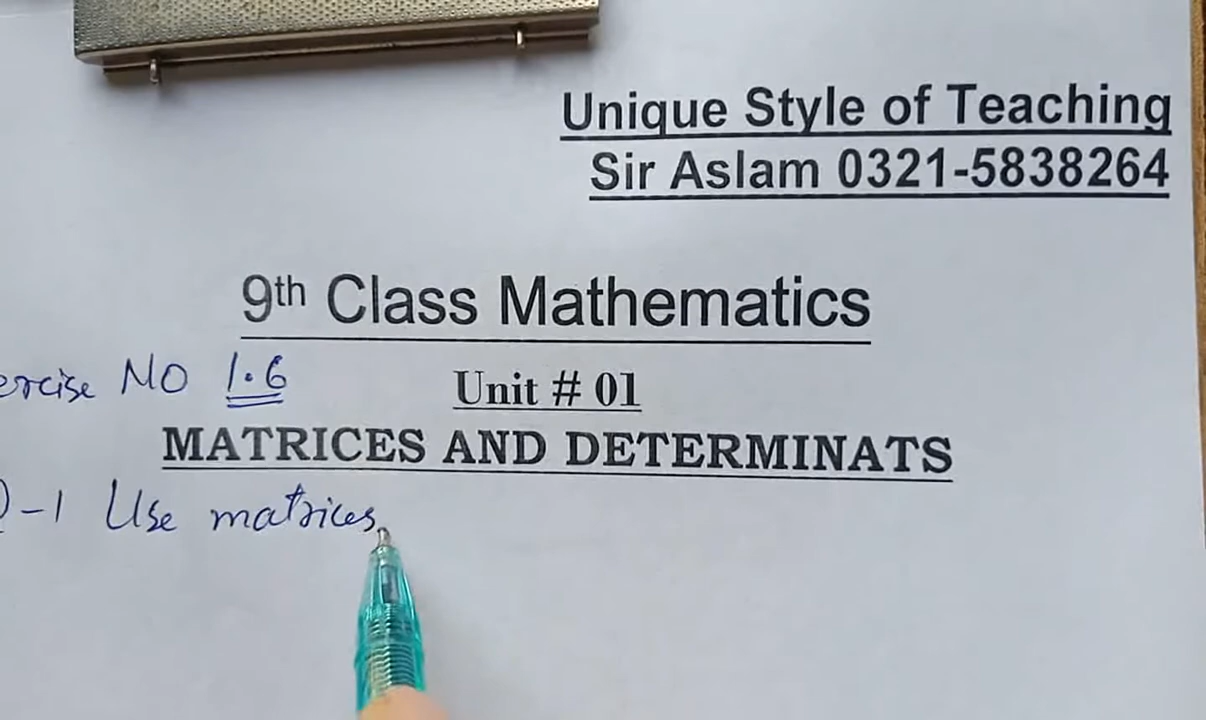 Unique Style of Teaching
Sir Aslam 0321-5838264
9th Class Mathematics
ercise NO 1.6
Unit # 01
MATRICES AND DETERMINATS
-1 Use matrices